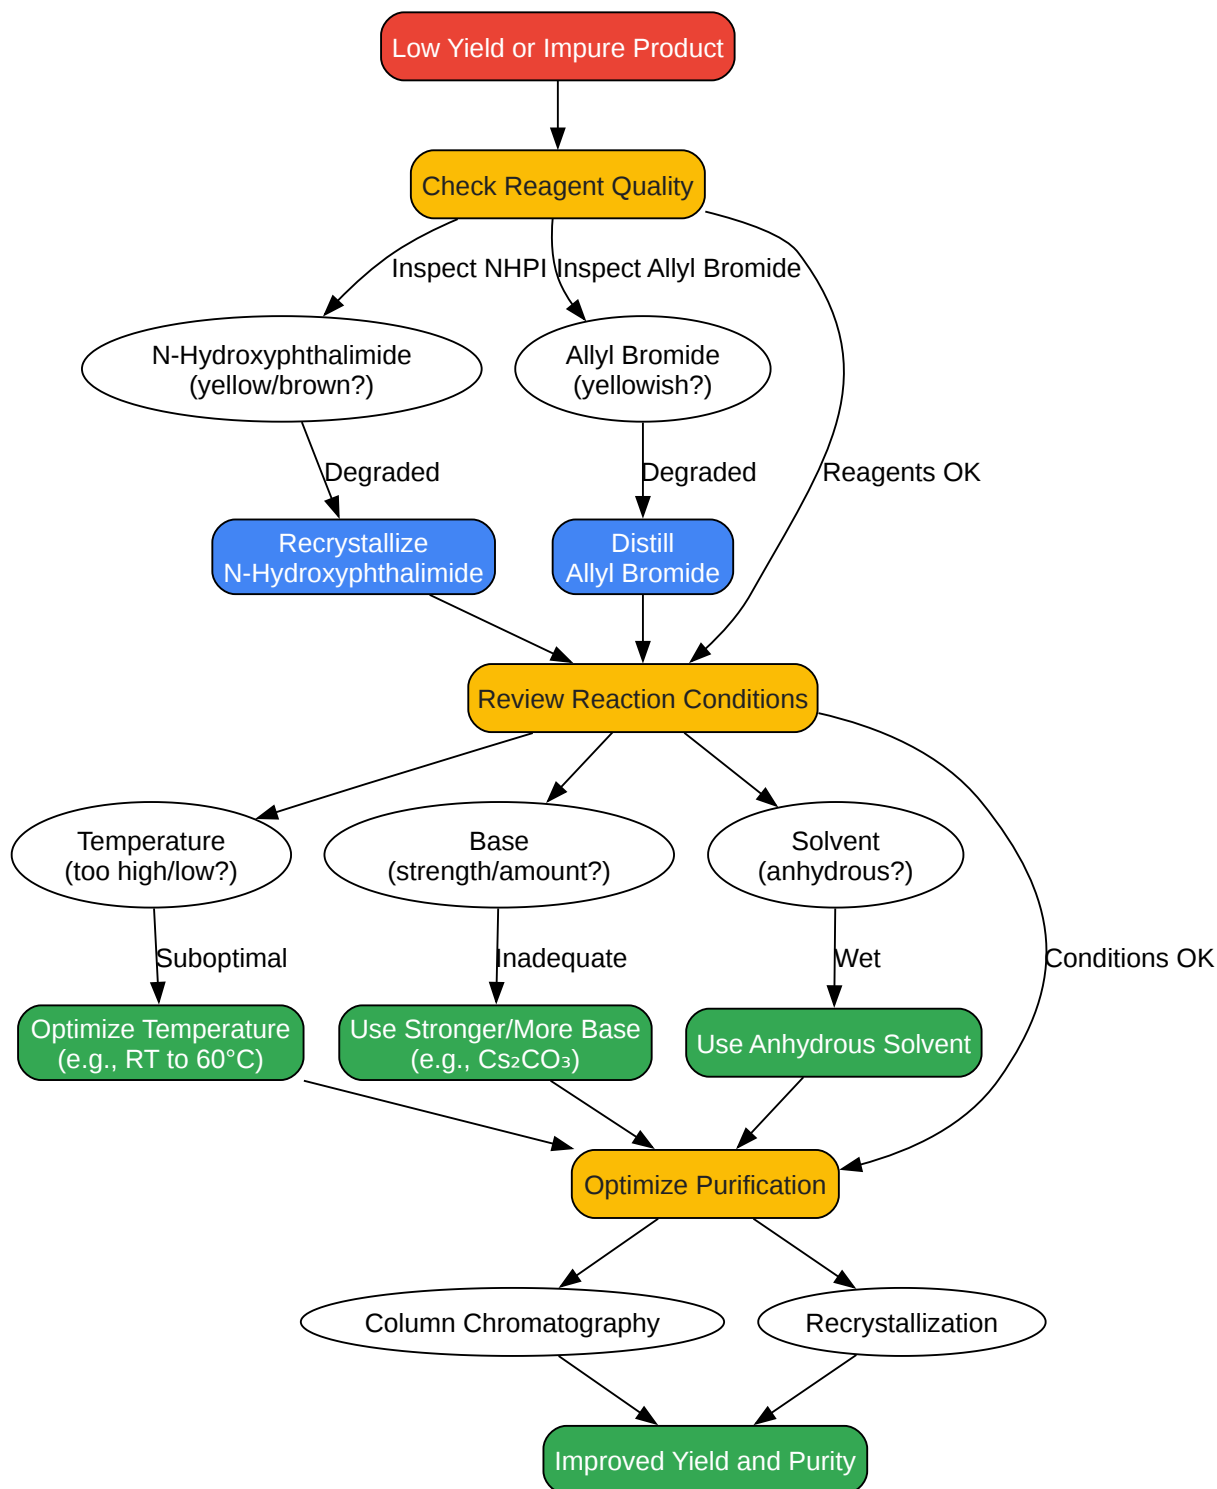 Low Yield or Impure Product
Check Reagent Quality
Inspect NHPI
Inspect Allyl Bromide
N-Hydroxyphthalimide
(yellow/brown?)
Allyl Bromide
(yellowish?)
Degraded
Degraded
Reagents OK
Recrystallize
N-Hydroxyphthalimide
Distill
Allyl Bromide
Review Reaction Conditions
Temperature
(too high/low?)
Base
(strength/amount?)
Solvent
(anhydrous?)
Suboptimal
Inadequate
Wet
Conditions OK
Optimize Temperature
(e.g., RT to 60°C)
Use Stronger/More Base
(e.g., Cs₂CO₃)
Use Anhydrous Solvent
Optimize Purification
Column Chromatography
Recrystallization
Improved Yield and Purity